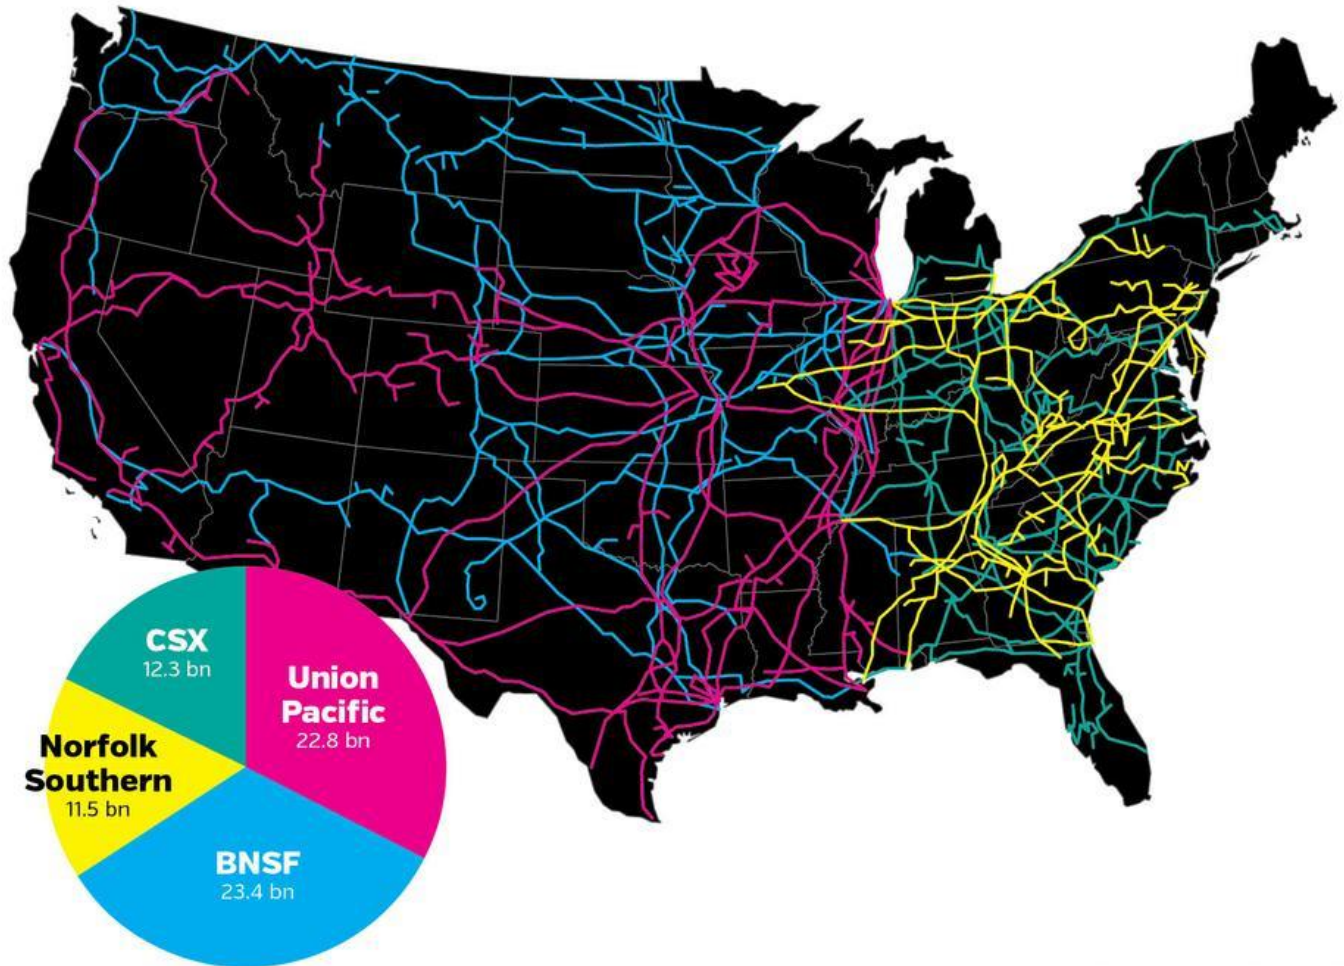 CSX
12.3 bn
Union
Pacific
22.8 bn
Norfolk
Southern
11.5 bn
BNSF
23.4 bn